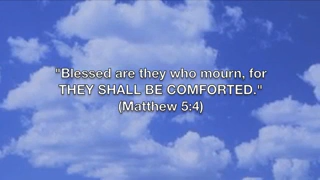 "Blessed are they who mourn, for
THEY SHALL BE COMFORTED."
(Matthew 5:4)